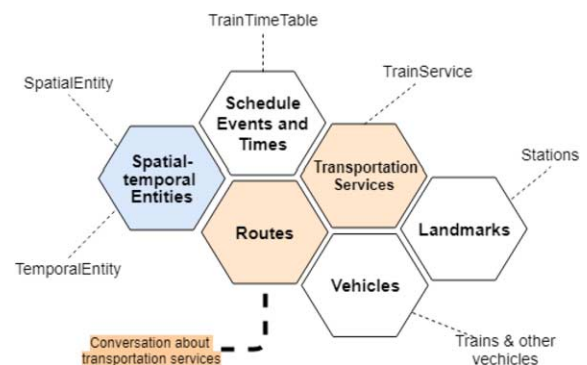 TrainTimeTable
SpatialEntity
TrainService
Schedule
Events and
Times
Spatial-
temporal
Entities
Transportation
Services
Stations
Routes
Landmarks
TemporalEntity
Vehicles
Conversation about
transportation services
Trains & other
vechicles